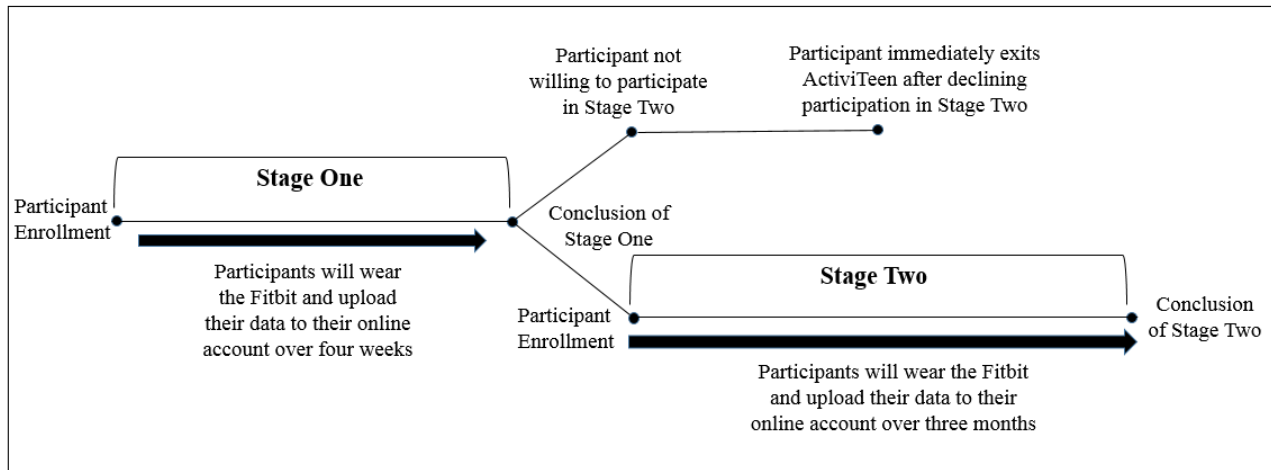 Participant not
willing to participate
in Stage Two
Participant immediately exits
ActiviTeen after declining
participation in Stage Two
Stage One
Participant
Enrollment
Conclusion of
Stage One
Participants will wear
the Fitbit and upload
their data to their online
account over four weeks
Stage Two
Participant
Enrollment
Conclusion
of Stage Two
Participants will wear the Fitbit
and upload their data to their
online account over three months